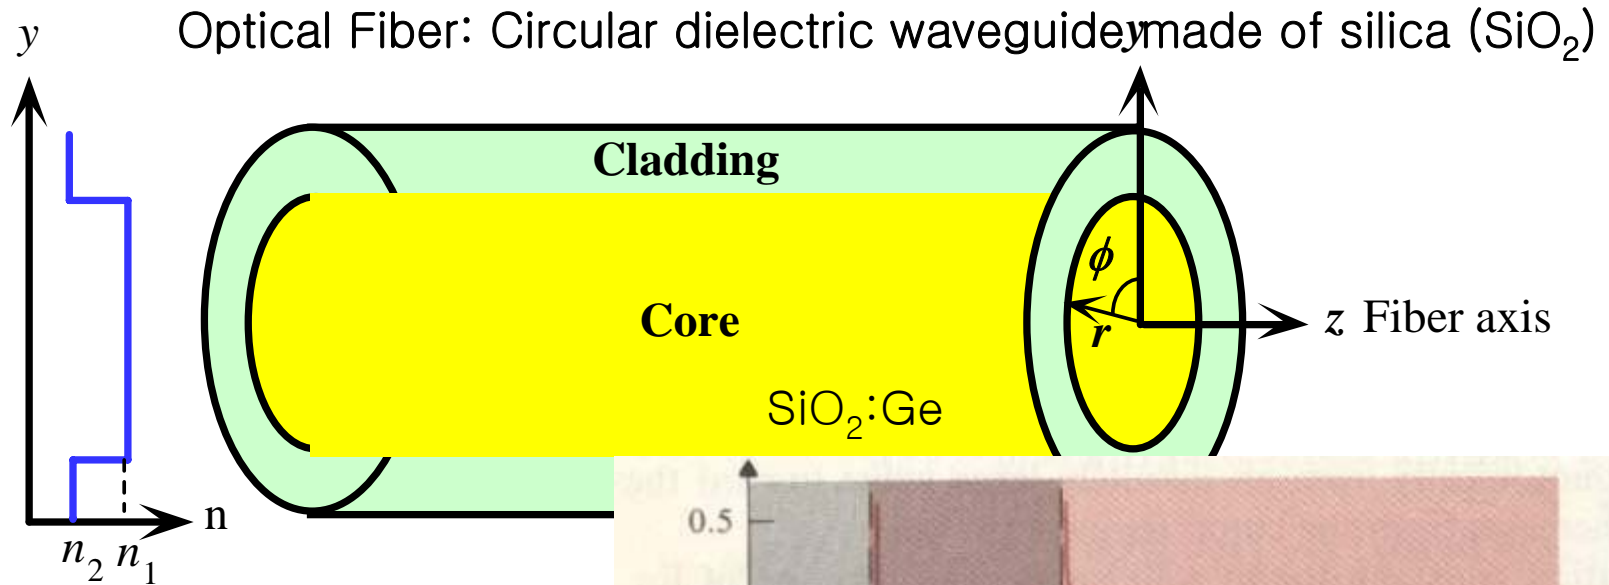 y
Optical Fiber: Circular dielectric waveguide made of silica (SiO₂)
y
Cladding
ϕ
Core
r
z Fiber axis
SiO₂:Ge
0.5
n
n₂ n₁